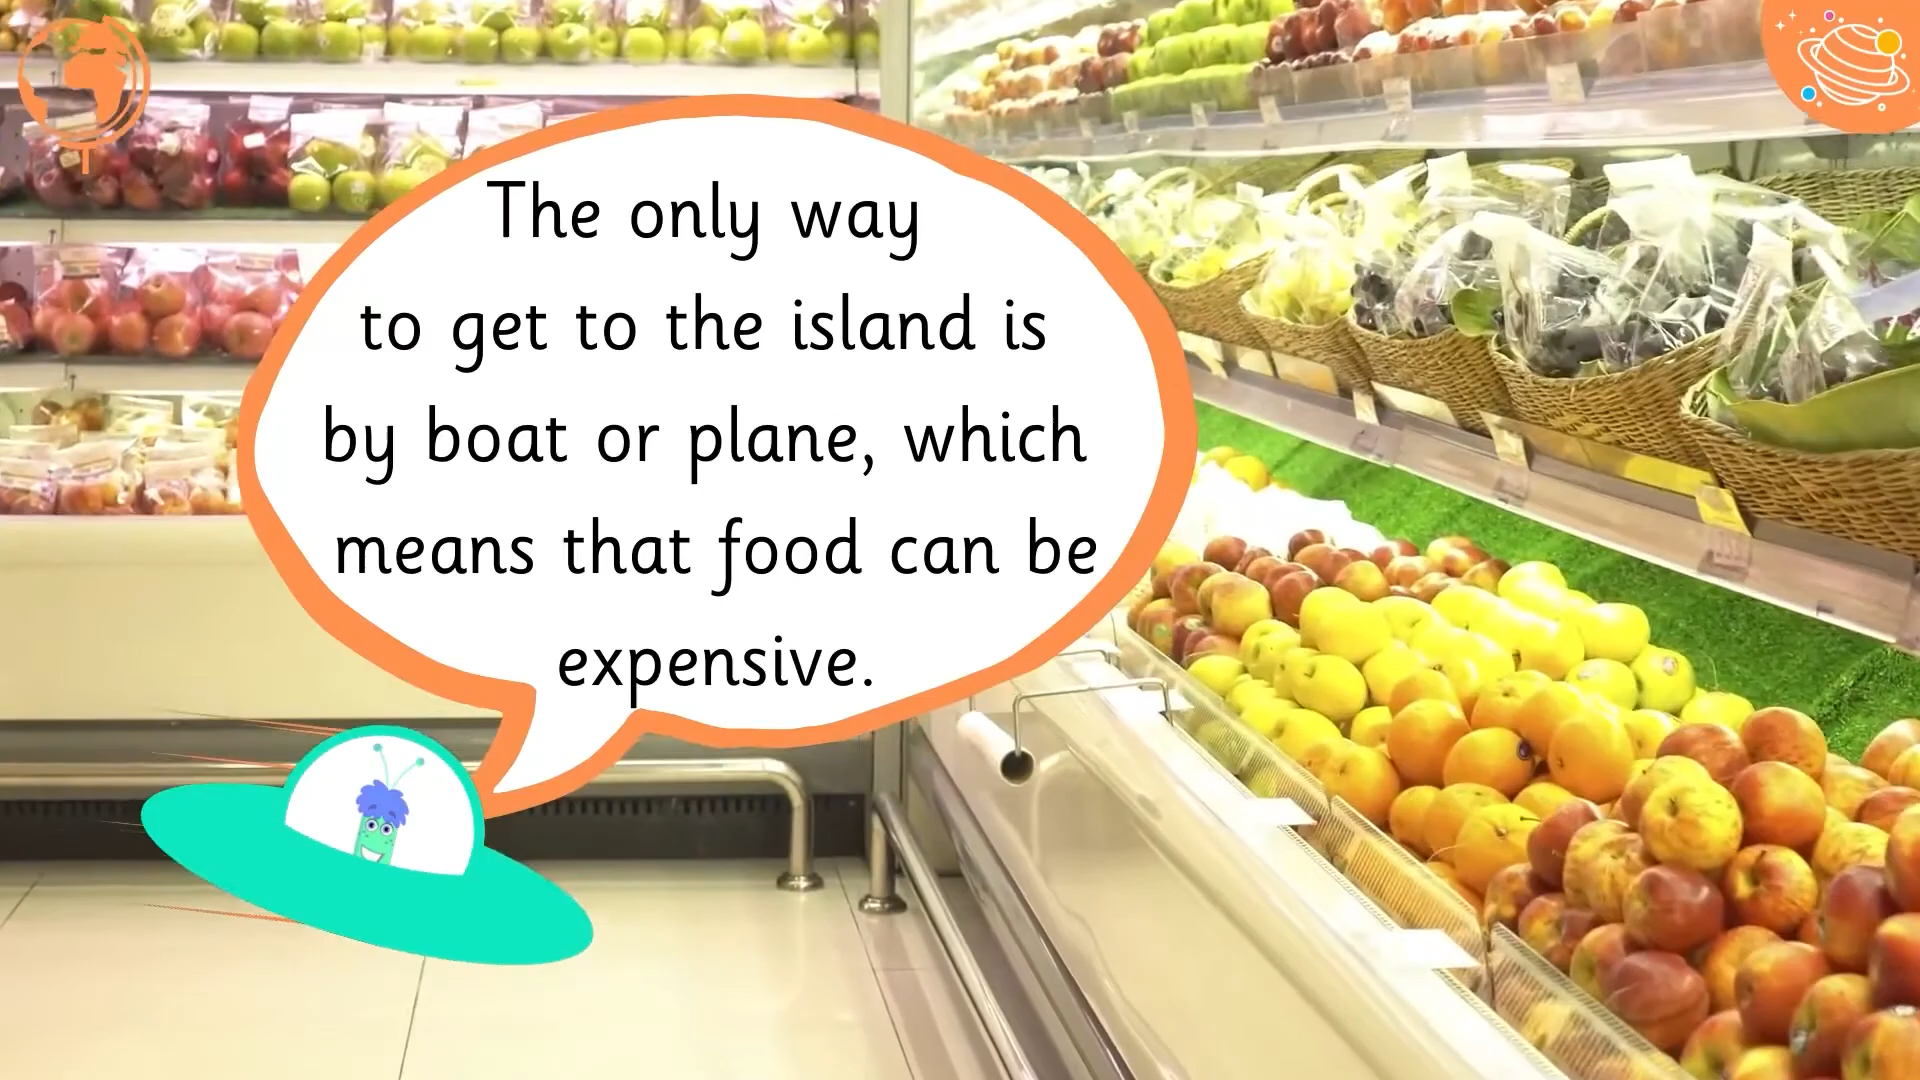 The only way
to get to the island is
by boat or plane, which
means that food can be
expensive.